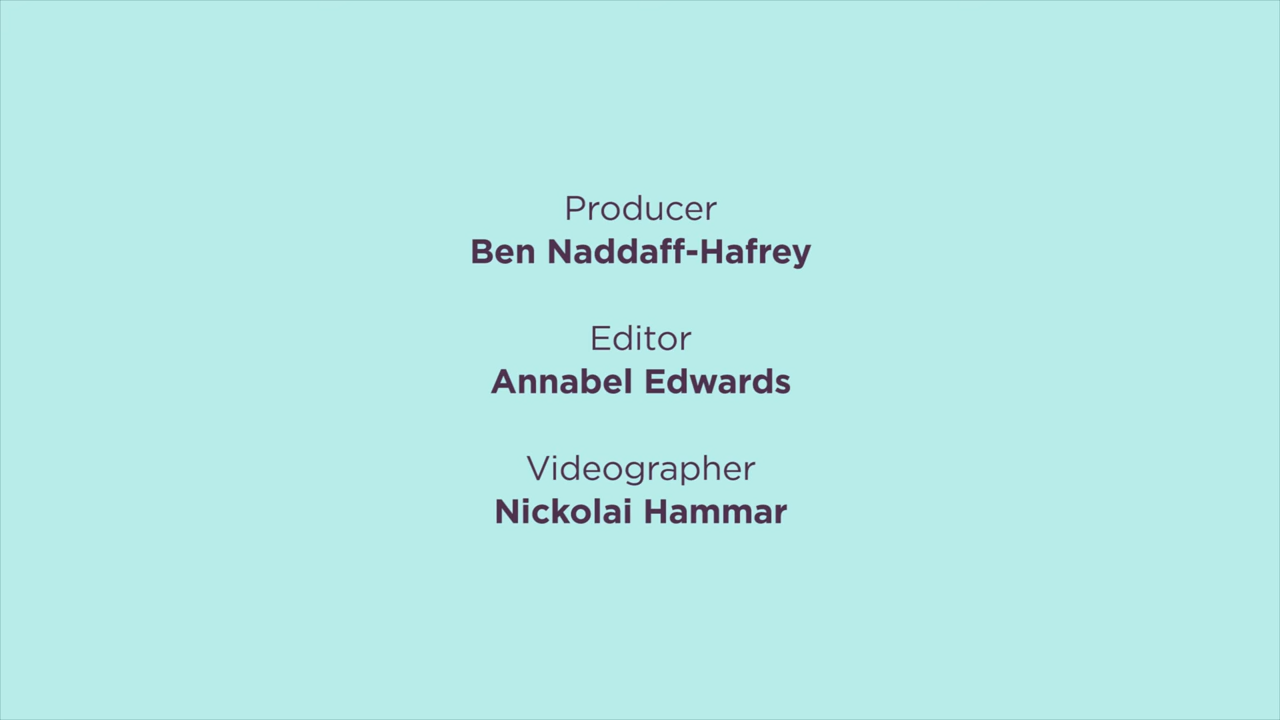 Producer
Ben Naddaff-Hafrey
Editor
Annabel Edwards
Videographer
Nickolai Hammar